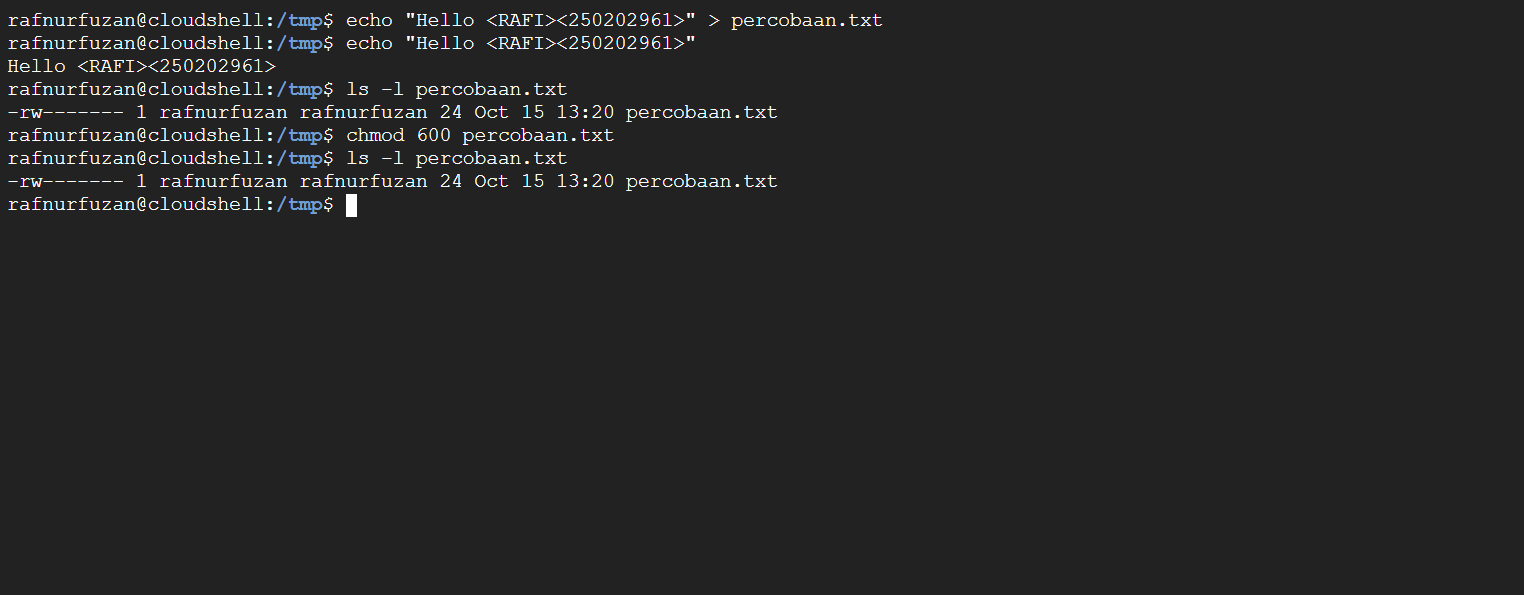 rafnurfuzan@cloudshell:/tmp$ echo "Hello <RAFI><250202961>" > percobaan.txt
rafnurfuzan@cloudshell:/tmp$ echo "Hello <RAFI><250202961>"
Hello <RAFI><250202961>
rafnurfuzan@cloudshell:/tmp$ ls -l percobaan.txt
-rw------- 1 rafnurfuzan rafnurfuzan 24 Oct 15 13:20 percobaan.txt
rafnurfuzan@cloudshell:/tmp$ chmod 600 percobaan.txt
rafnurfuzan@cloudshell:/tmp$ ls -l percobaan.txt
-rw------- 1 rafnurfuzan rafnurfuzan 24 Oct 15 13:20 percobaan.txt
rafnurfuzan@cloudshell:/tmp$